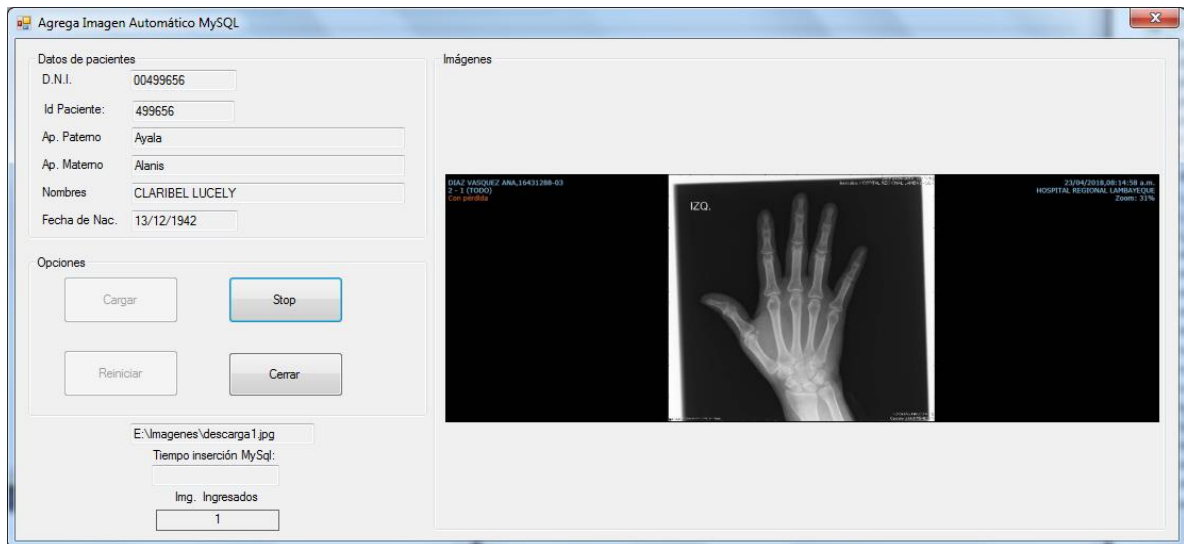 Agrega Imagen Automático MySQL
Datos de pacientes
D.N.I. 00499656
Id Paciente: 499656
Ap. Paterno Ayala
Ap. Materno Alanis
Nombres CLARIBEL LUCELY
Fecha de Nac. 13/12/1942
Opciones
Cargar Stop
Reiniciar Cerrar
E:\Imagenes\descarga1.jpg
Tiempo inserción MySql:
Img. Ingresados
1
Imágenes
DIAZ VASQUEZ ANA,16431288-03
2 - 1 (TODO)
Con pérdida
IZQ.
23/04/2018,08:14:58 a.m.
HOSPITAL REGIONAL LAMBAYEQUE
Zoom: 31%